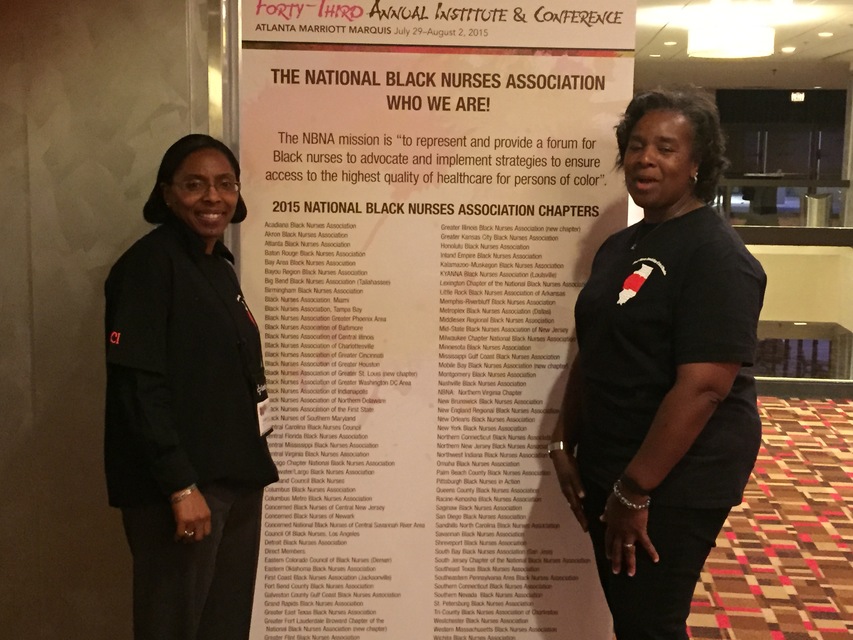 FORTY-THIRD ANNUAL INSTITUTE & CONFERENCE
ATLANTA MARRIOTT MARQUIS July 29–August 2, 2015
THE NATIONAL BLACK NURSES ASSOCIATION
WHO WE ARE!
The NBNA mission is “to represent and provide a forum for
Black nurses to advocate and implement strategies to ensure
access to the highest quality of healthcare for persons of color”.
2015 NATIONAL BLACK NURSES ASSOCIATION CHAPTERS
Acadiana Black Nurses Association
Akron Black Nurses Association
Atlanta Black Nurses Association
Baton Rouge Black Nurses Association
Bay Area Black Nurses Association
Bayou Region Black Nurses Association
Big Bend Black Nurses Association (Tallahassee)
Birmingham Black Nurses Association
Black Nurses Association, Miami
Black Nurses Association, Tampa Bay
Black Nurses Association Greater Phoenix Area
Black Nurses Association of Baltimore
Black Nurses Association of Central Illinois
Black Nurses Association of Charlottesville
Black Nurses Association of Greater Cincinnati
Black Nurses Association of Greater Houston
Black Nurses Association of Greater St. Louis (new chapter)
Black Nurses Association of Greater Washington DC Area
Black Nurses Association of Indianapolis
Black Nurses Association of Northern Delaware
Nurses Association of the First State
Nurses of Southern Maryland
Carolina Black Nurses Council
Florida Black Nurses Association
Mississippi Black Nurses Association
Virginia Black Nurses Association
Chapter National Black Nurses Association
Black Nurses Association
Council Black Nurses
Columbus Black Nurses Association
Columbus Metro Black Nurses Association
Concerned Black Nurses of Central New Jersey
Concerned Black Nurses of Newark
Concerned National Black Nurses of Central Savannah River Area
Council Of Black Nurses, Los Angeles
Detroit Black Nurses Association
Direct Members
Eastern Colorado Council of Black Nurses (Denver)
Eastern Oklahoma Black Nurses Association
First Coast Black Nurses Association (Jacksonville)
Fort Bend County Black Nurses Association
Galveston County Gulf Coast Black Nurses Association
Grand Rapids Black Nurses Association
Greater East Texas Black Nurses Association
Greater Fort Lauderdale Broward Chapter of the
National Black Nurses Association (new chapter)
Greater Flint Black Nurses Association
Greater Illinois Black Nurses Association (new chapter)
Greater Kansas City Black Nurses Association
Honolulu Black Nurses Association
Inland Empire Black Nurses Association
Kalamazoo-Muskegon Black Nurses Association
KYANNA Black Nurses Association (Louisville)
Lexington Chapter of the National Black Nurses
Little Rock Black Nurses Association of Arkansas
Memphis-Riverbluff Black Nurses Association
Metroplex Black Nurses Association (Dallas)
Middlesex Regional Black Nurses Association
Mid-State Black Nurses Association of New Jersey
Milwaukee Chapter National Black Nurses
Minnesota Black Nurses Association
Mississippi Gulf Coast Black Nurses Association
Mobile Bay Black Nurses Association (new chapter)
Montgomery Black Nurses Association
Nashville Black Nurses Association
NBNA: Northern Virginia Chapter
New Brunswick Black Nurses Association
New England Regional Black Nurses
New Orleans Black Nurses Association
New York Black Nurses Association
Northern Connecticut Black Nurses
Northern New Jersey Black Nurses
Northwest Indiana Black Nurses
Omaha Black Nurses Association
Palm Beach County Black Nurses
Pittsburgh Black Nurses in Action
Queens County Black Nurses
Racine-Kenosha Black Nurses
Saginaw Black Nurses Association
San Diego Black Nurses Association
Sandhills North Carolina Black Nurses
Savannah Black Nurses Association
Shreveport Black Nurses Association
South Bay Black Nurses Association (San Jose)
South Jersey Chapter of the National Black Nurses
Southeast Texas Black Nurses Association
Southeastern Pennsylvania Area Black Nurses
Southern Connecticut Black Nurses Association
Southern Nevada Black Nurses Association
St. Petersburg Black Nurses Association
Tri-County Black Nurses Association of Charleston
Westchester Black Nurses Association
Western Massachusetts Black Nurses Association
Wichita Black Nurses Association
CI